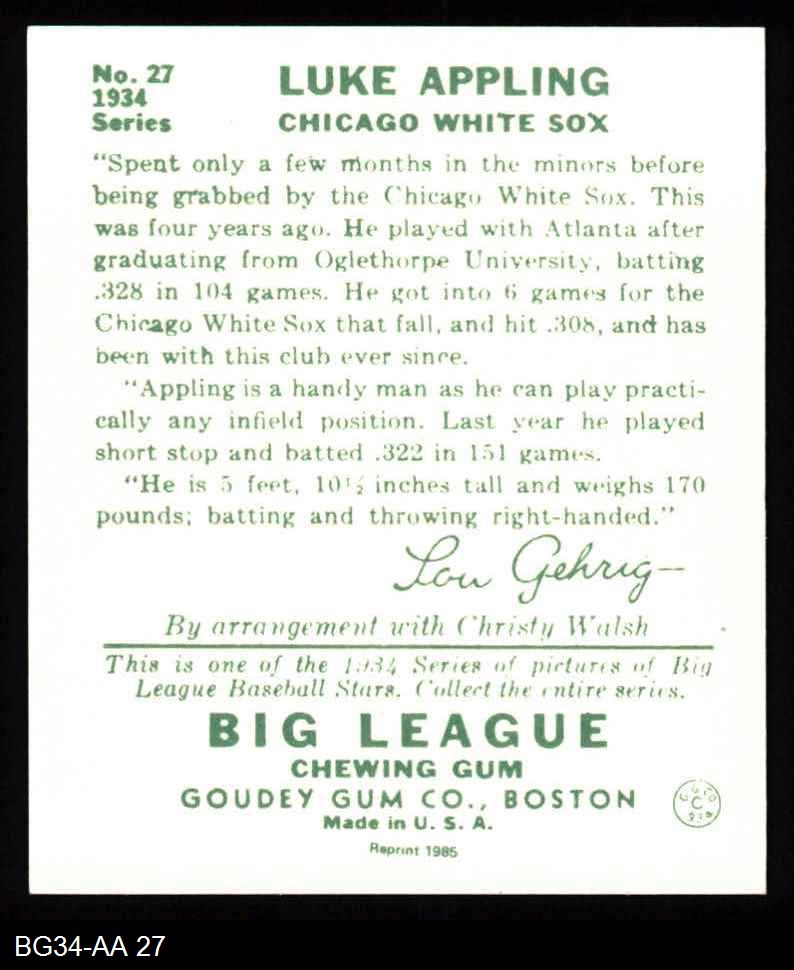 No. 27
1934
Series
LUKE APPLING
CHICAGO WHITE SOX
"Spent only a few months in the minors before
being grabbed by the Chicago White Sox. This
was four years ago. He played with Atlanta after
graduating from Oglethorpe University, batting
.328 in 104 games. He got into 6 games for the
Chicago White Sox that fall, and hit .308, and has
been with this club ever since.
"Appling is a handy man as he can play practi-
cally any infield position. Last year he played
short stop and batted .322 in 151 games.
"He is 5 feet, 10½ inches tall and weighs 170
pounds; batting and throwing right-handed."
Lou Gehrig
By arrangement with Christy Walsh
This is one of the 1934 Series of pictures of Big
League Baseball Stars. Collect the entire series.
BIG LEAGUE
CHEWING GUM
GOUDEY GUM CO., BOSTON
Made in U. S. A.
Reprint 1985
BG34-AA 27